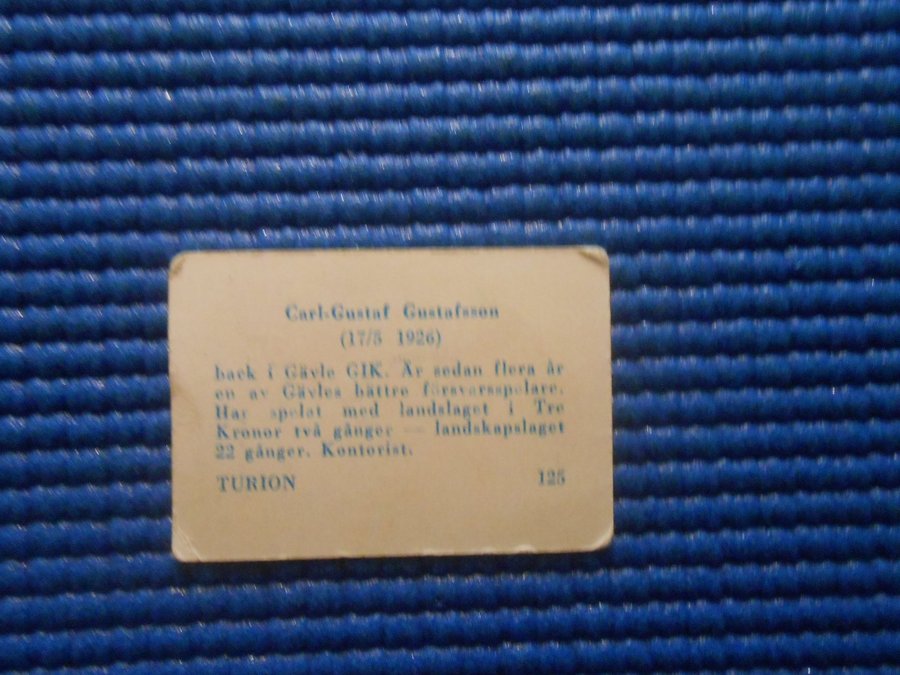 Carl-Gustaf Gustafsson
(17/5 1926)
back i Gävle GIK. Är sedan flera år
en av Gävles bättre försvarsspelare.
Har spelat med landslaget i Tre
Kronor två gånger — landskapslaget
22 gånger. Kontorist.
TURION 125